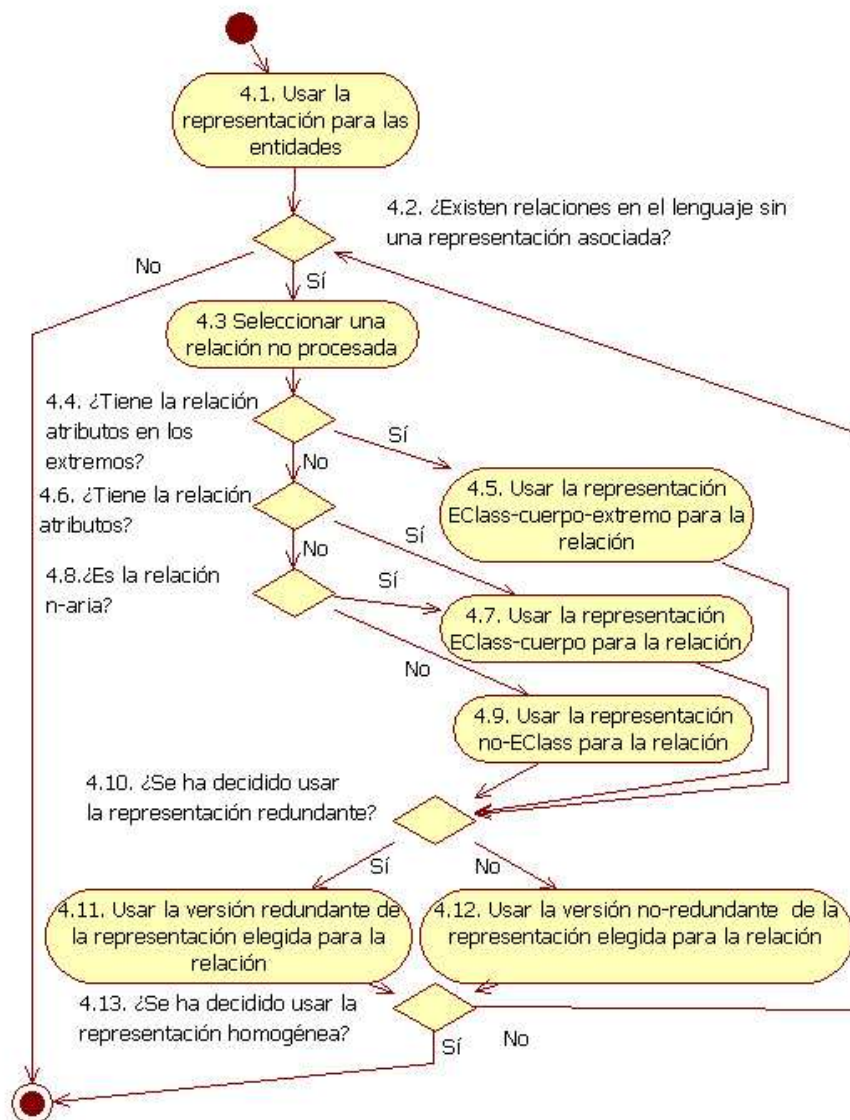 4.1. Usar la
representación para las
entidades
4.2. ¿Existen relaciones en el lenguaje sin
una representación asociada?
No
Sí
4.3 Seleccionar una
relación no procesada
4.4. ¿Tiene la relación
atributos en los
extremos?
Sí
No
4.5. Usar la representación
EClass-cuerpo-extremo para la
relación
4.6. ¿Tiene la relación
atributos?
Sí
No
4.8.¿Es la relación
n-aria?
Sí
4.7. Usar la representación
EClass-cuerpo para la relación
No
4.9. Usar la representación
no-EClass para la relación
4.10. ¿Se ha decidido usar
la representación redundante?
Sí
No
4.11. Usar la versión redundante de
la representación elegida para la
relación
4.12. Usar la versión no-redundante de la
representación elegida para la relación
4.13. ¿Se ha decidido usar la
representación homogénea?
Sí
No